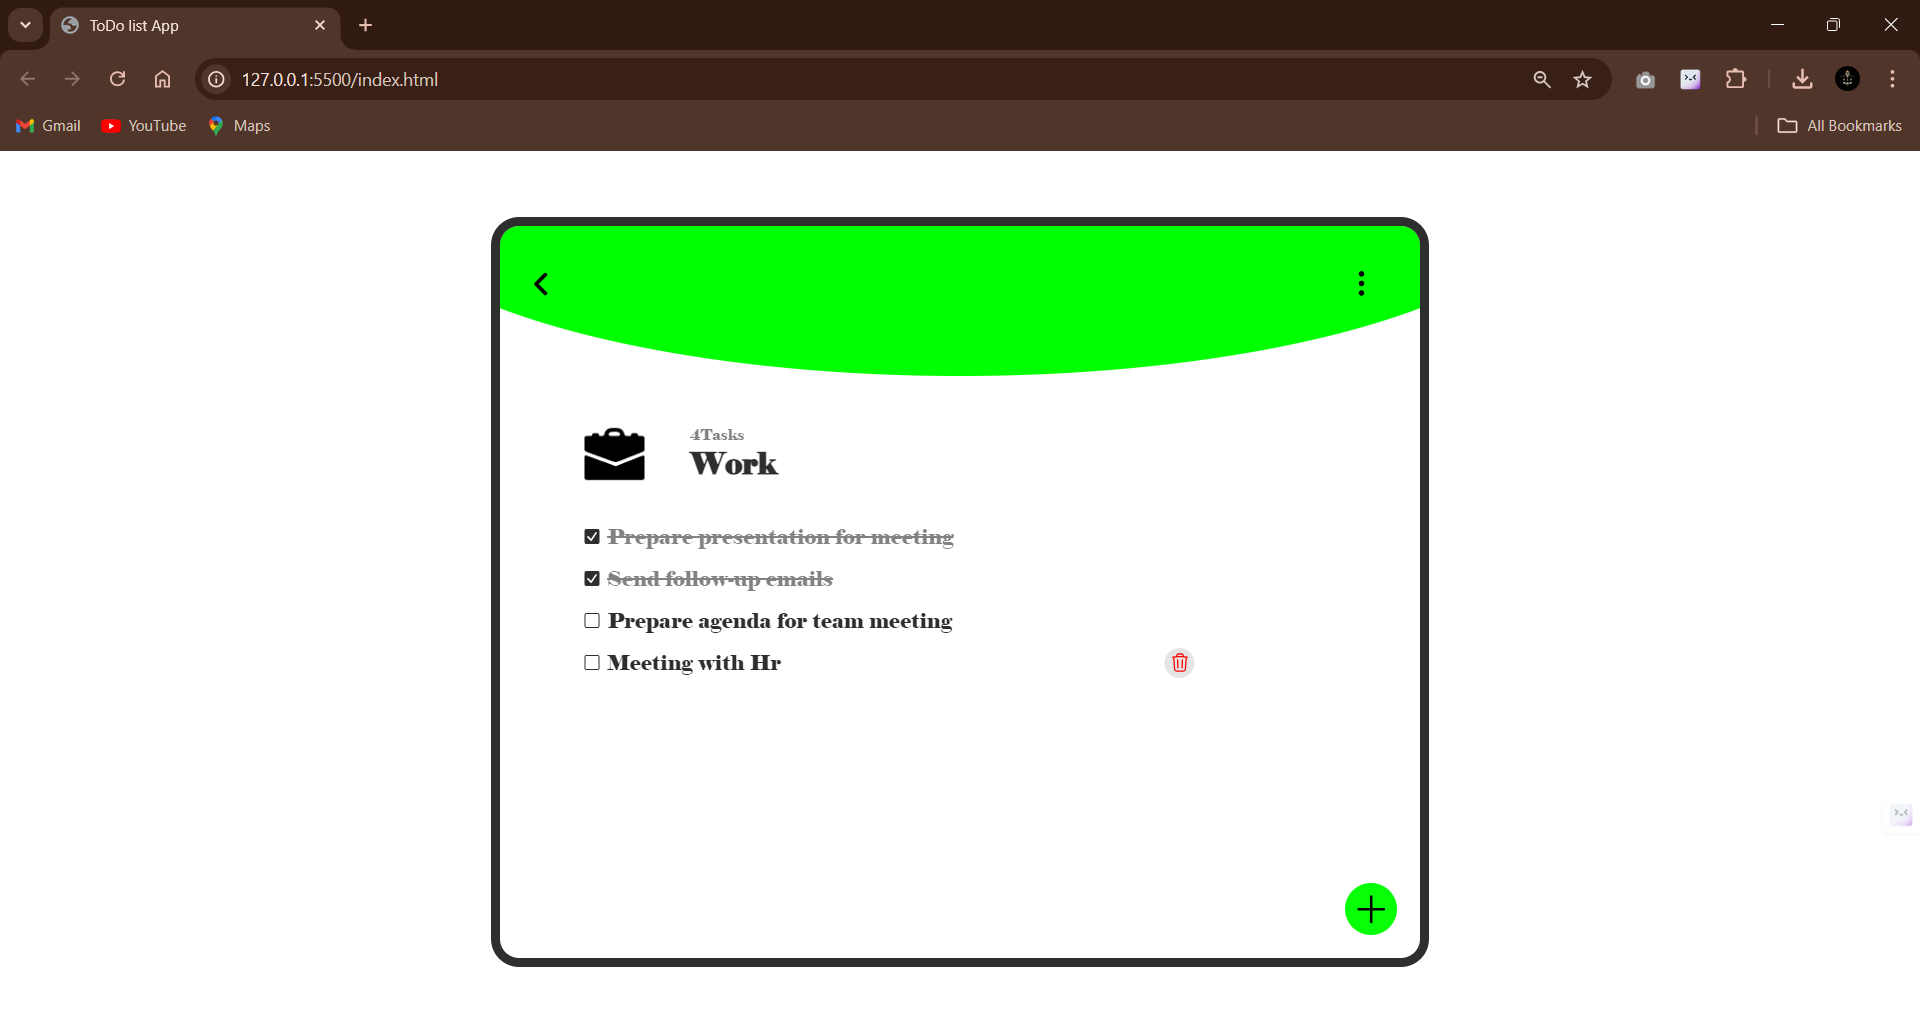 ToDo list App
127.0.0.1:5500/index.html
Gmail YouTube Maps All Bookmarks
4Tasks
Work
Prepare presentation for meeting
Send follow-up emails
Prepare agenda for team meeting
Meeting with Hr